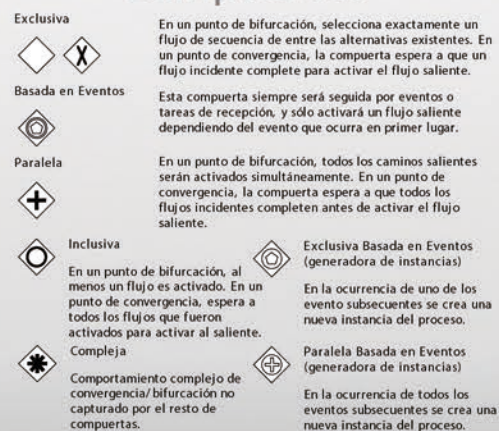 Exclusiva
En un punto de bifurcación, selecciona exactamente un
flujo de secuencia de entre las alternativas existentes. En
un punto de convergencia, la compuerta espera a que un
flujo incidente complete para activar el flujo saliente.
Basada en Eventos
Esta compuerta siempre será seguida por eventos o
tareas de recepción, y sólo activará un flujo saliente
dependiendo del evento que ocurra en primer lugar.
Paralela
En un punto de bifurcación, todos los caminos salientes
serán activados simultáneamente. En un punto de
convergencia, la compuerta espera a que todos los
flujos incidentes completen antes de activar el flujo
saliente.
Inclusiva
En un punto de bifurcación, al
menos un flujo es activado. En un
punto de convergencia, espera a
todos los flujos que fueron
activados para activar al saliente.
Exclusiva Basada en Eventos
(generadora de instancias)
En la ocurrencia de uno de los
evento subsecuentes se crea una
nueva instancia del proceso.
Compleja
Comportamiento complejo de
convergencia/bifurcación no
capturado por el resto de
compuertas.
Paralela Basada en Eventos
(generadora de instancias)
En la ocurrencia de todos los
eventos subsecuentes se crea una
nueva instancia del proceso.